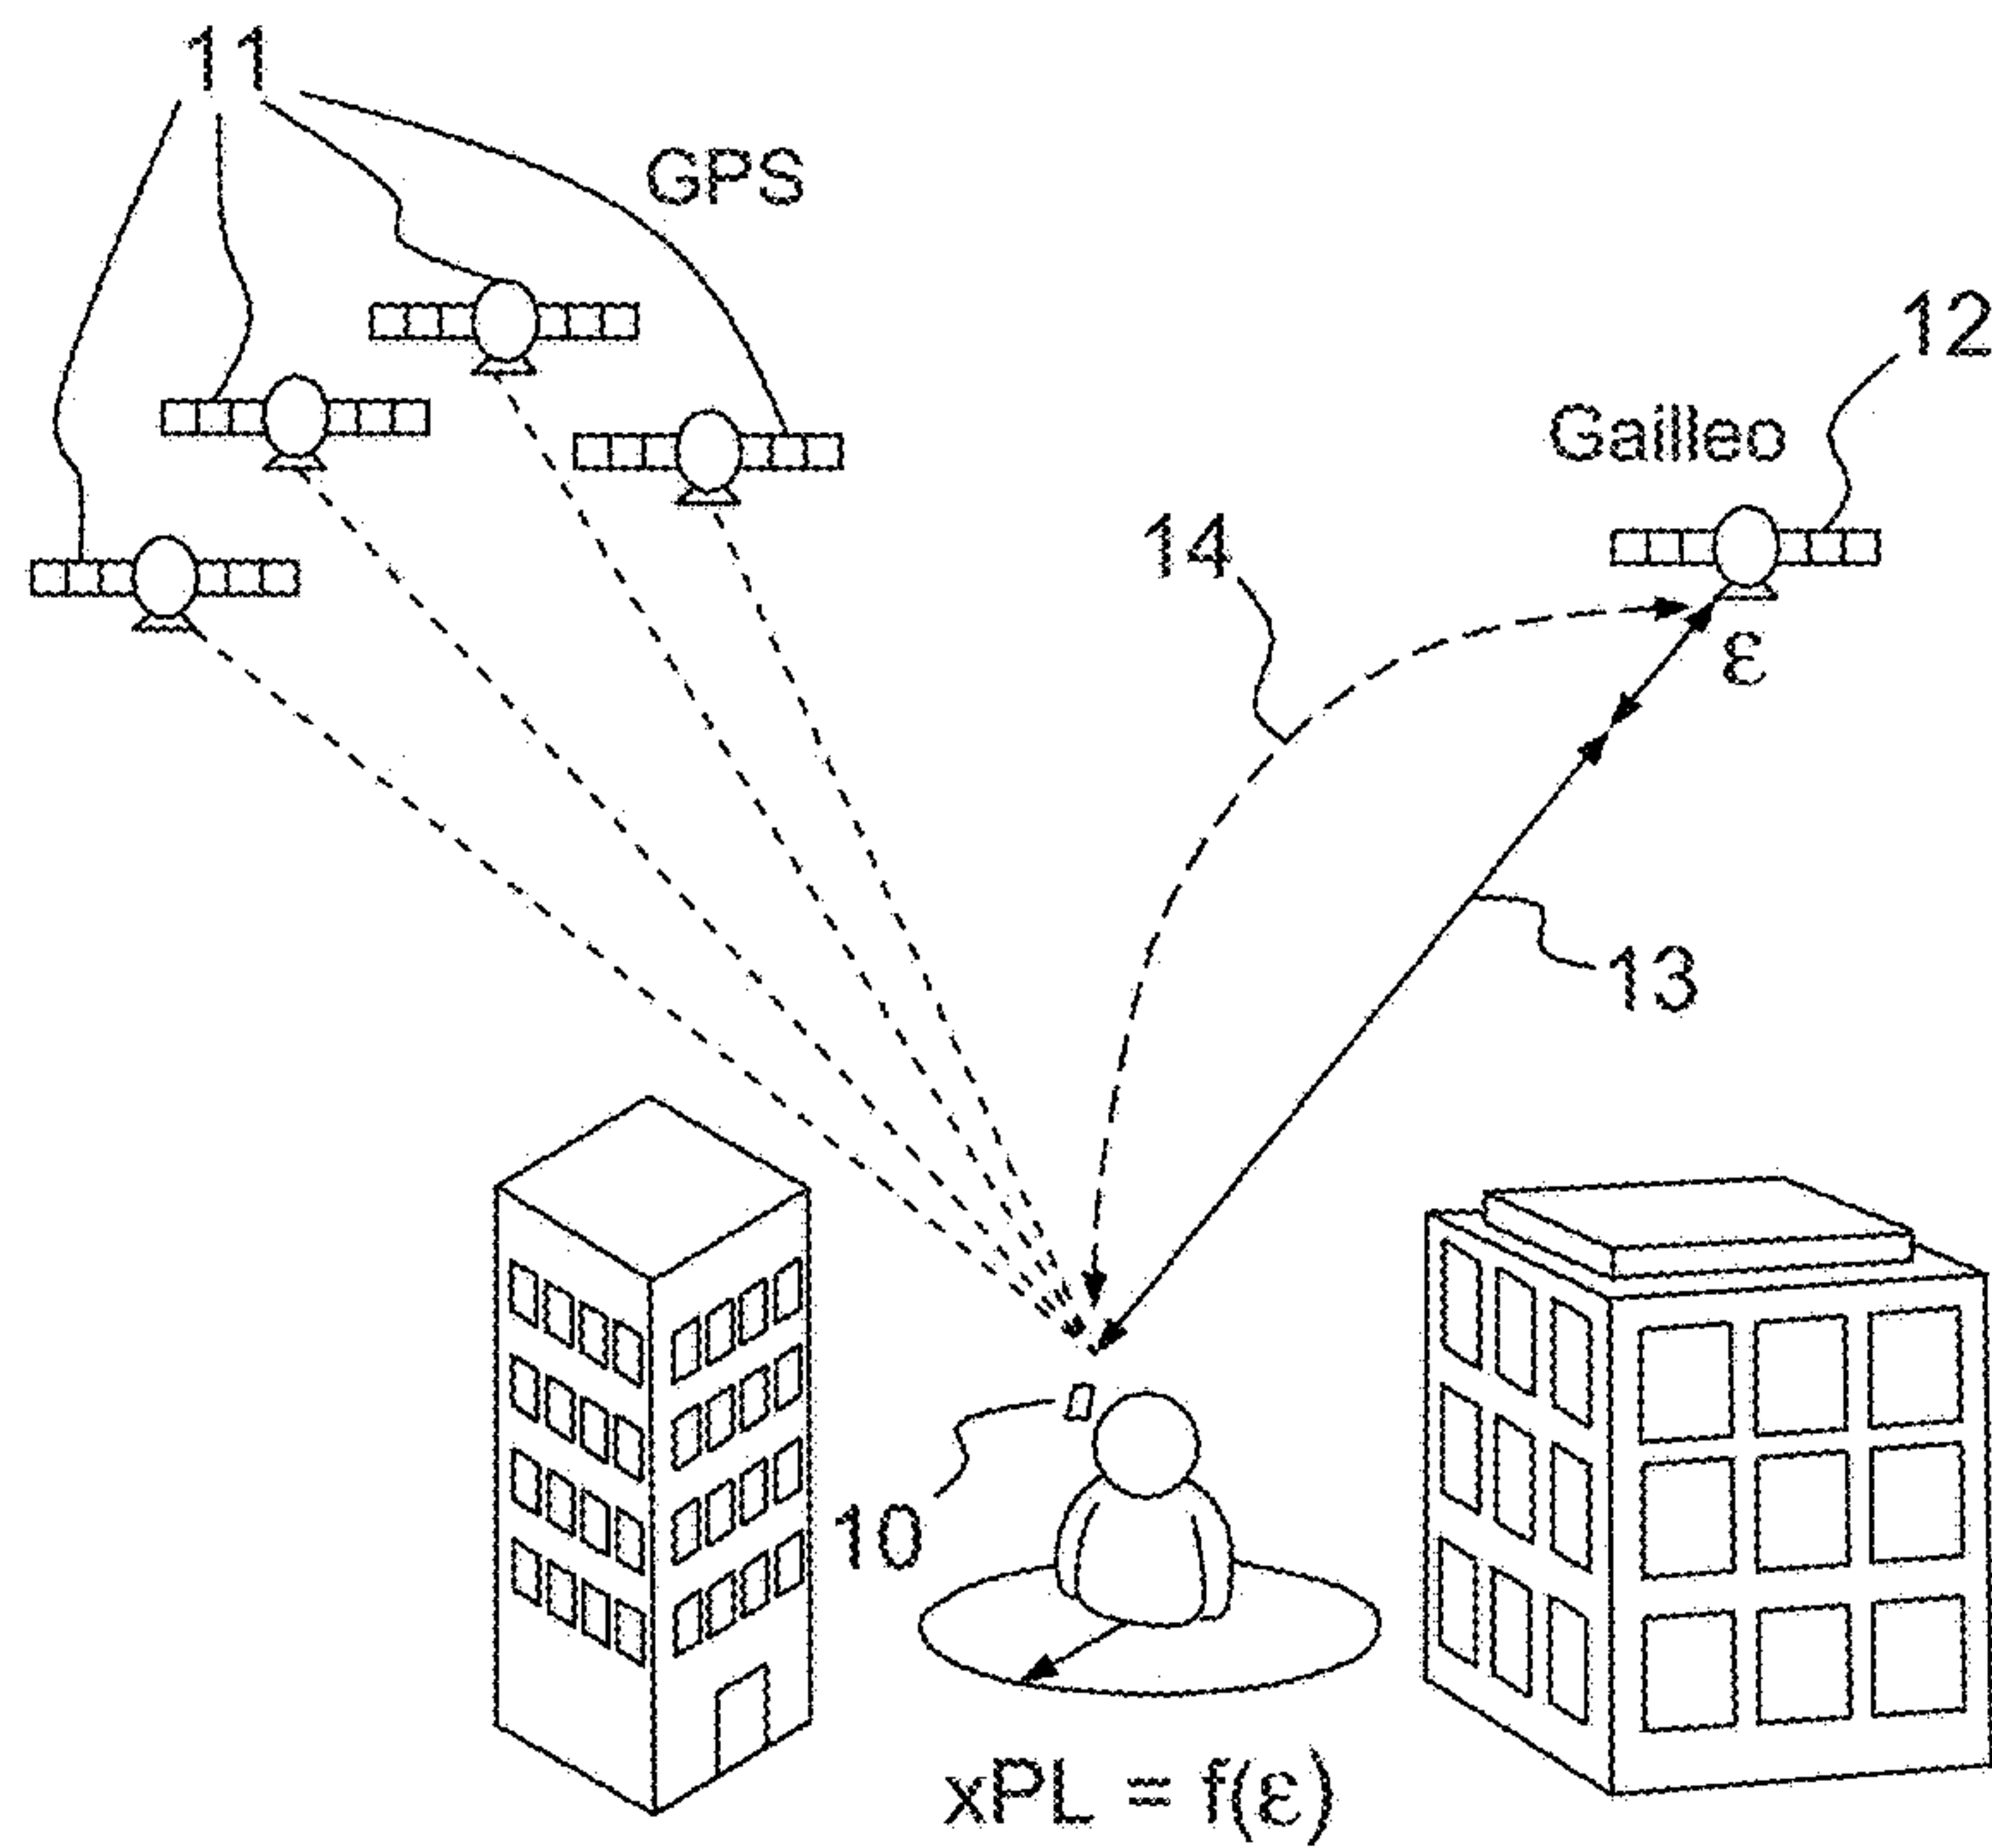 11
GPS
12
Gailleo
14
ε
13
10
xPL = f(ε)